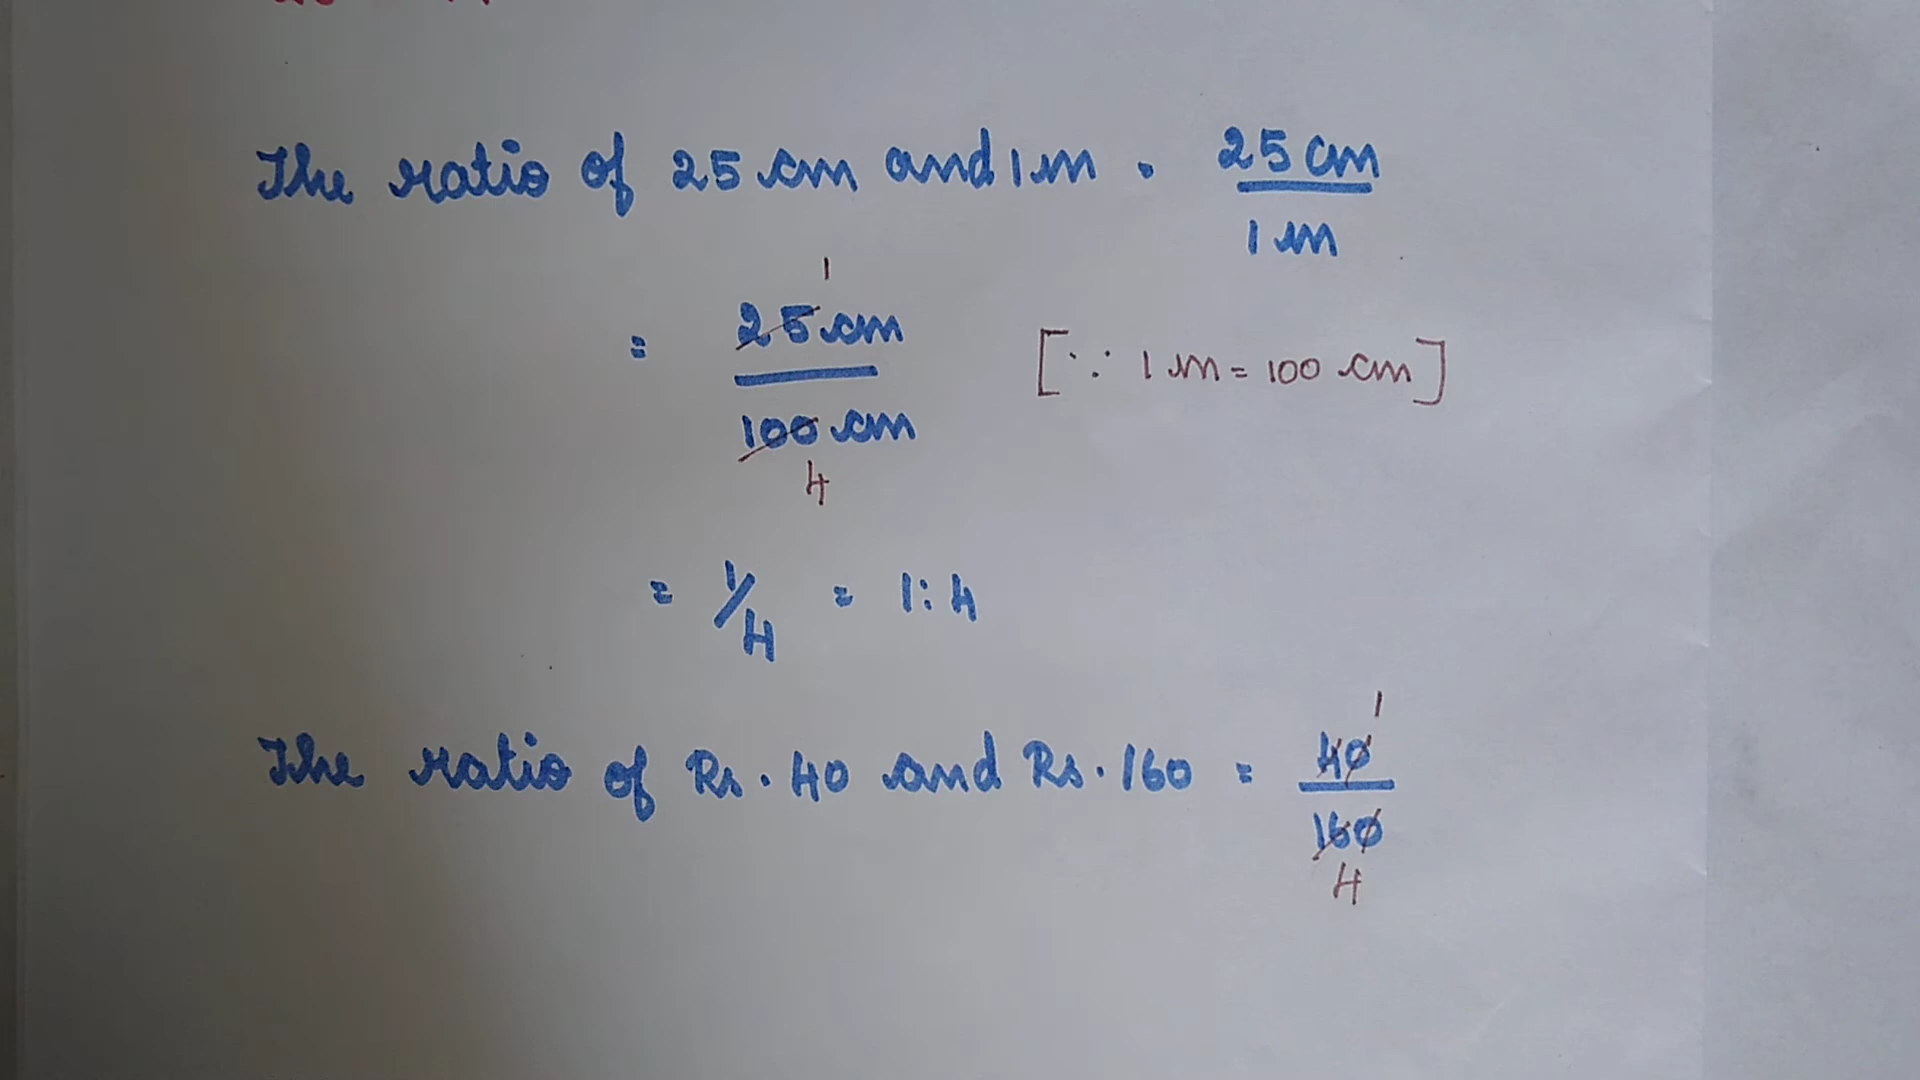 The ratio of 25 cm and 1 m = 25 cm / 1 m
1
= 25 cm / 100 cm [∵ 1 m = 100 cm]
4
= 1/4 = 1:4
1
The ratio of Rs. 40 and Rs. 160 = 40 / 160
4